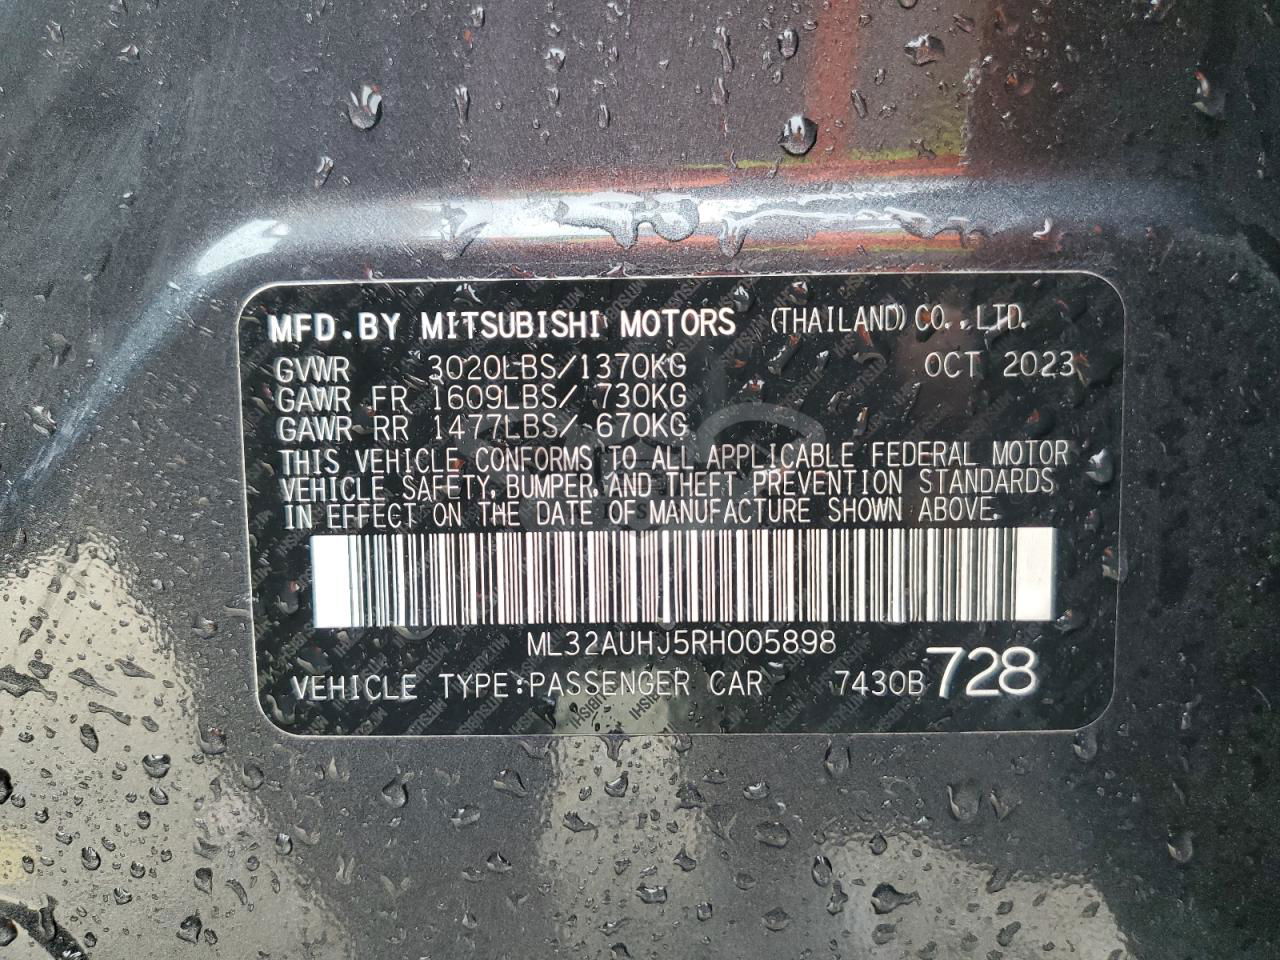 MFD.BY MITSUBISHI MOTORS (THAILAND) CO.,LTD.
GVWR 3020LBS/1370KG OCT 2023
GAWR FR 1609LBS/ 730KG
GAWR RR 1477LBS/ 670KG
THIS VEHICLE CONFORMS TO ALL APPLICABLE FEDERAL MOTOR
VEHICLE SAFETY, BUMPER, AND THEFT PREVENTION STANDARDS
IN EFFECT ON THE DATE OF MANUFACTURE SHOWN ABOVE.
ML32AUHJ5RH005898
VEHICLE TYPE:PASSENGER CAR 7430B 728